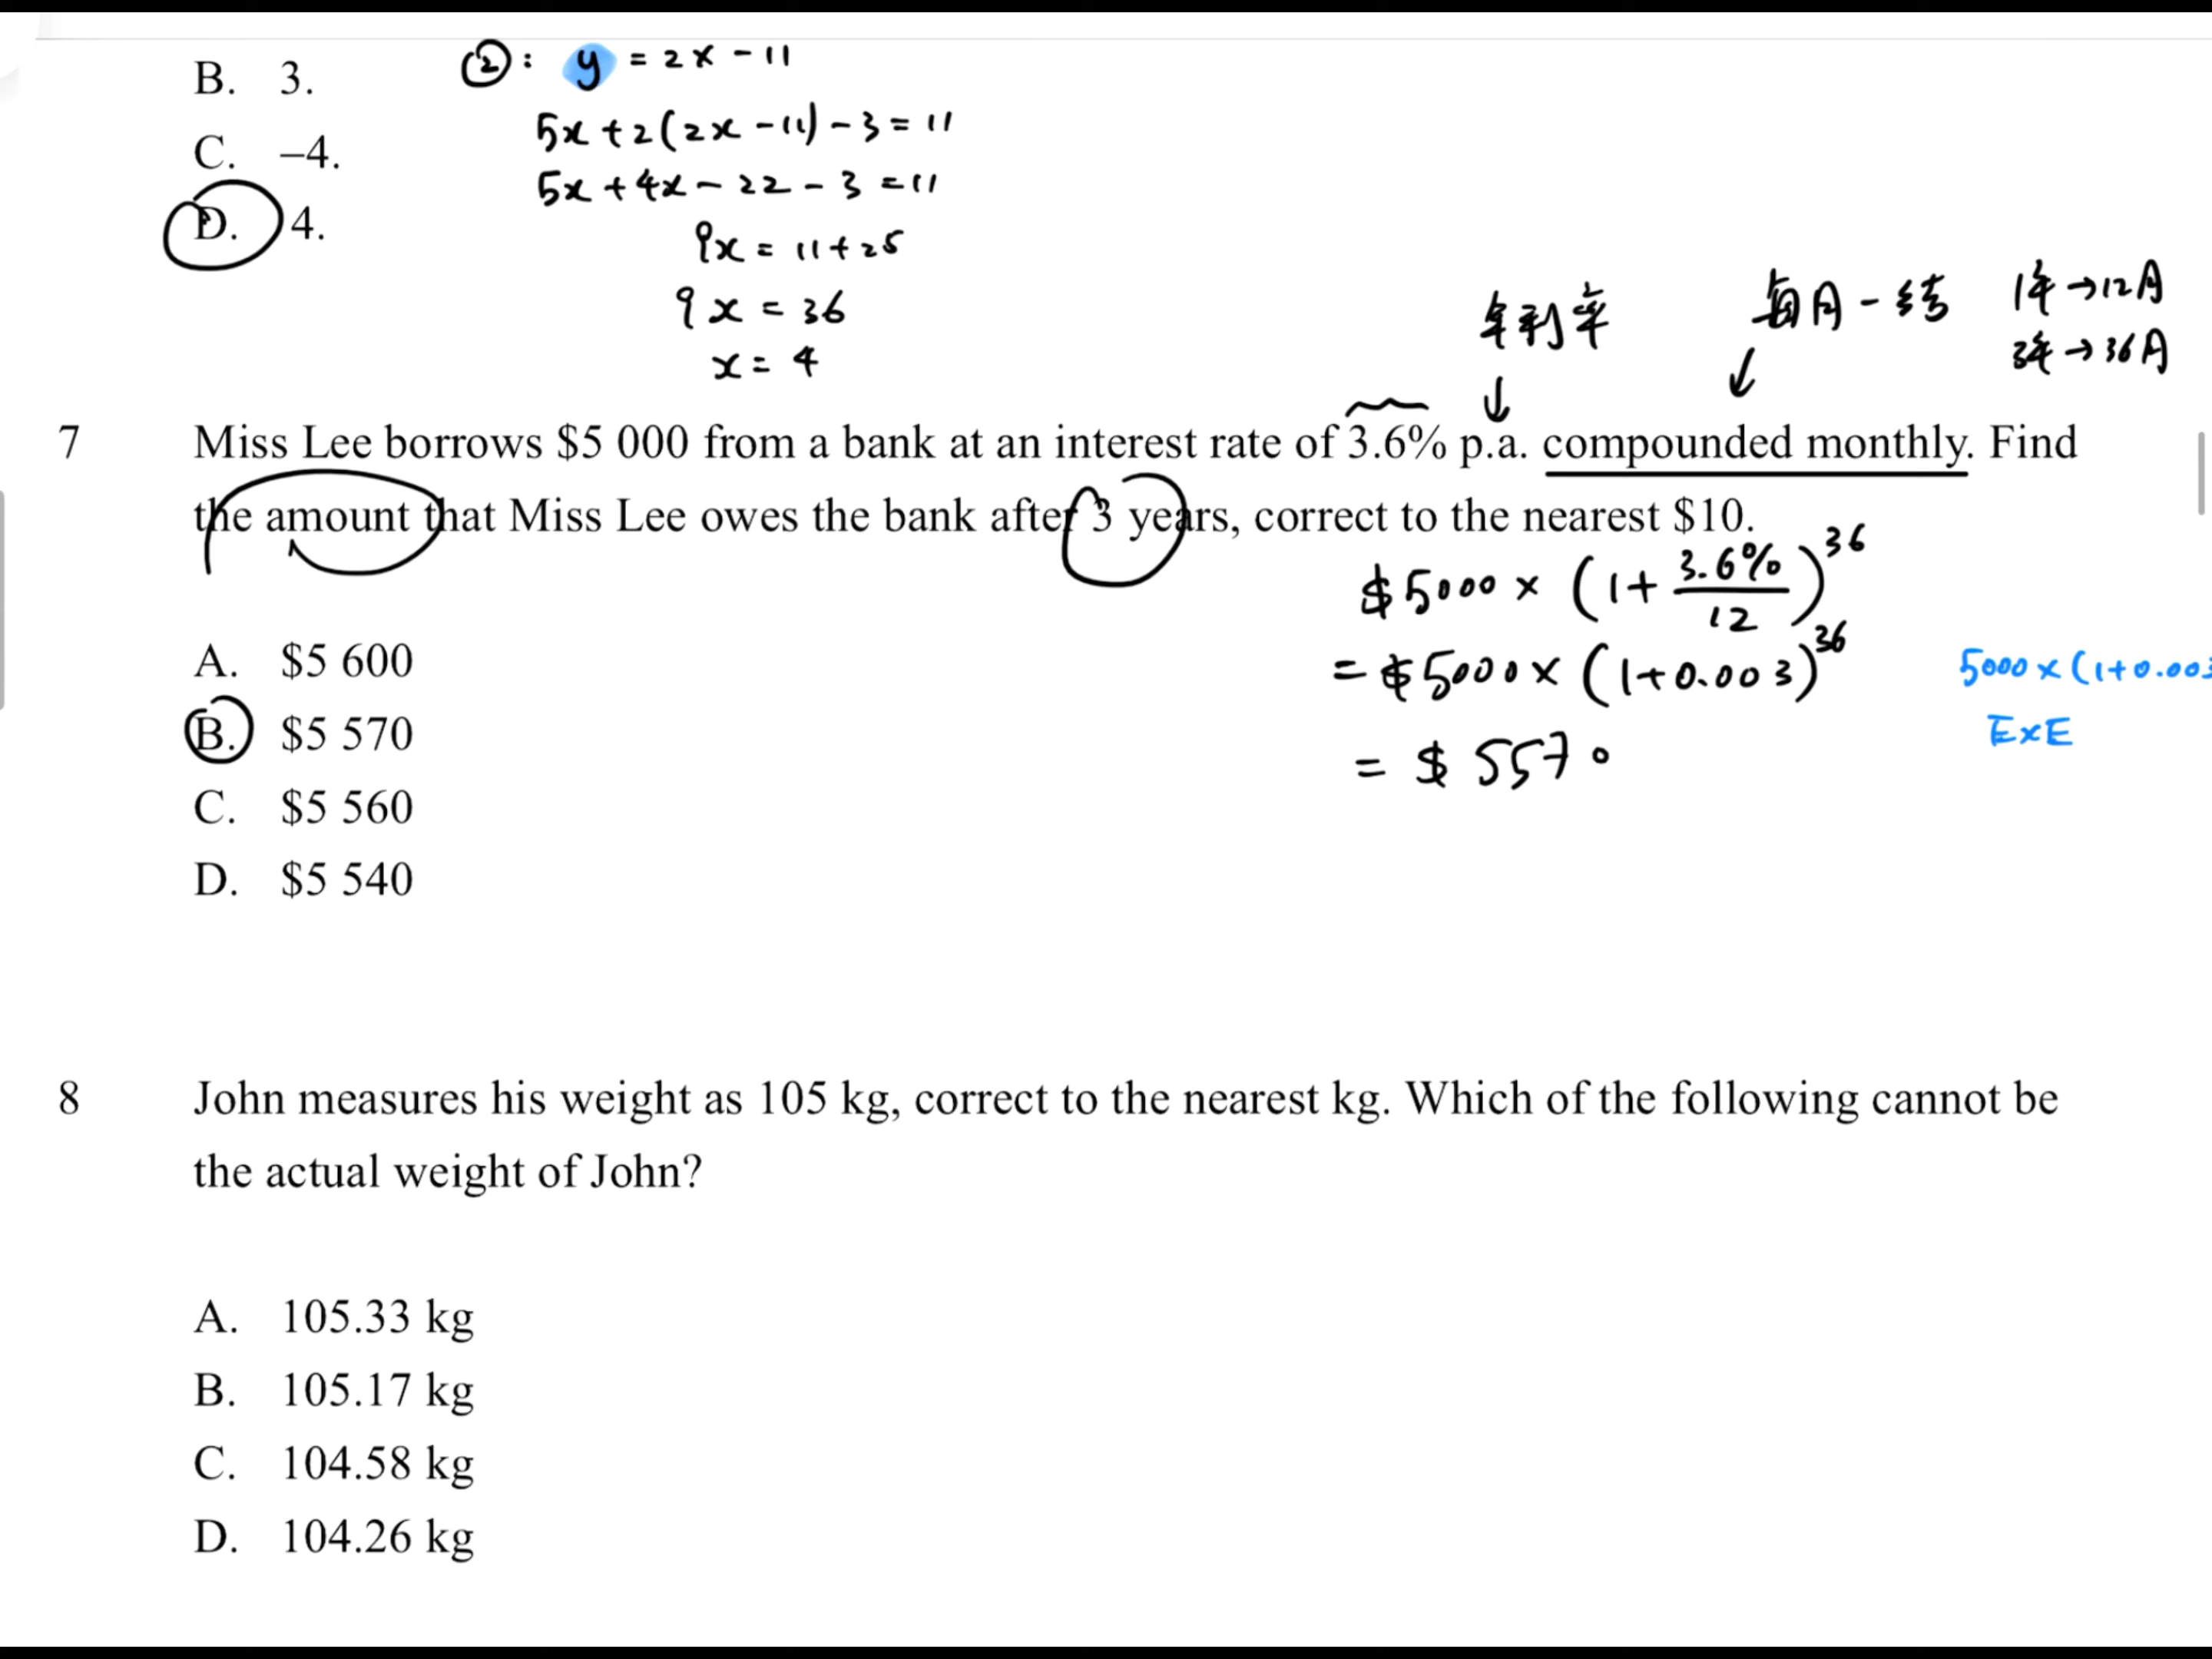 B. 3.
②: y = 2x - 11
C. –4.
5x + 2(2x - 11) - 3 = 11
5x + 4x - 22 - 3 = 11
D. 4.
9x = 11 + 25
9x = 36
x = 4
年利率
每月一结
1年 → 12月
3年 → 36月
7 Miss Lee borrows $5 000 from a bank at an interest rate of 3.6% p.a. compounded monthly. Find
the amount that Miss Lee owes the bank after 3 years, correct to the nearest $10.
$5000 × (1 + 3.6%/12)^36
A. $5 600
= $5000 × (1 + 0.003)^36
5000 × (1+0.003
B. $5 570
EXE
= $5570
C. $5 560
D. $5 540
8 John measures his weight as 105 kg, correct to the nearest kg. Which of the following cannot be
the actual weight of John?
A. 105.33 kg
B. 105.17 kg
C. 104.58 kg
D. 104.26 kg